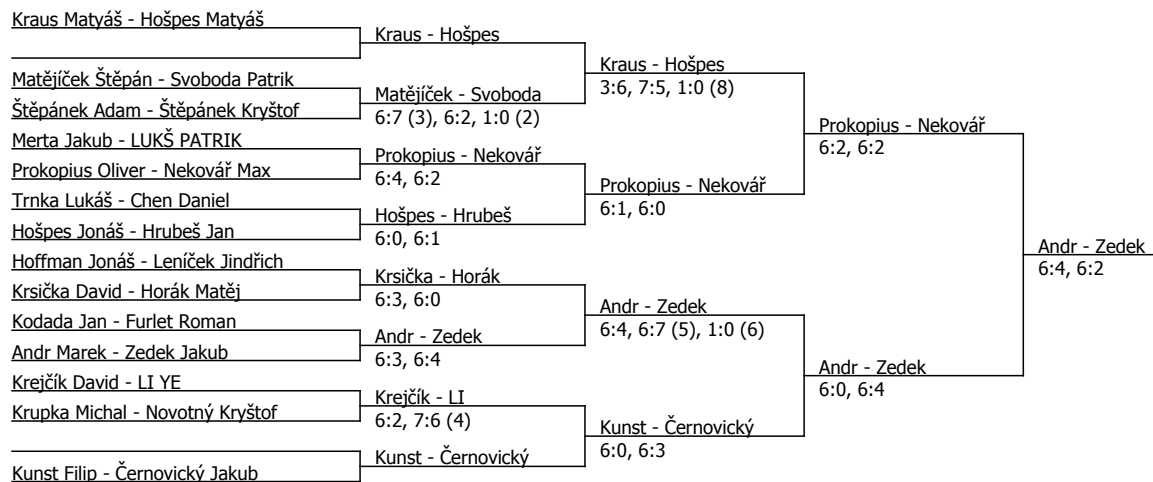 Kraus Matyáš - Hošpes Matyáš
Matějíček Štěpán - Svoboda Patrik
Štěpánek Adam - Štěpánek Kryštof
Merta Jakub - LUKŠ PATRIK
Prokopius Oliver - Nekovář Max
Trnka Lukáš - Chen Daniel
Hošpes Jonáš - Hrubeš Jan
Hoffman Jonáš - Leníček Jindřich
Krsička David - Horák Matěj
Kodada Jan - Furlet Roman
Andr Marek - Zedek Jakub
Krejčík David - LI YE
Krupka Michal - Novotný Kryštof
Kunst Filip - Černovický Jakub
Kraus - Hošpes
Matějíček - Svoboda
6:7 (3), 6:2, 1:0 (2)
Prokopius - Nekovář
6:4, 6:2
Hošpes - Hrubeš
6:0, 6:1
Krsička - Horák
6:3, 6:0
Andr - Zedek
6:3, 6:4
Krejčík - LI
6:2, 7:6 (4)
Kunst - Černovický
Kraus - Hošpes
3:6, 7:5, 1:0 (8)
Prokopius - Nekovář
6:1, 6:0
Andr - Zedek
6:4, 6:7 (5), 1:0 (6)
Kunst - Černovický
6:0, 6:3
Prokopius - Nekovář
6:2, 6:2
Andr - Zedek
6:0, 6:4
Andr - Zedek
6:4, 6:2